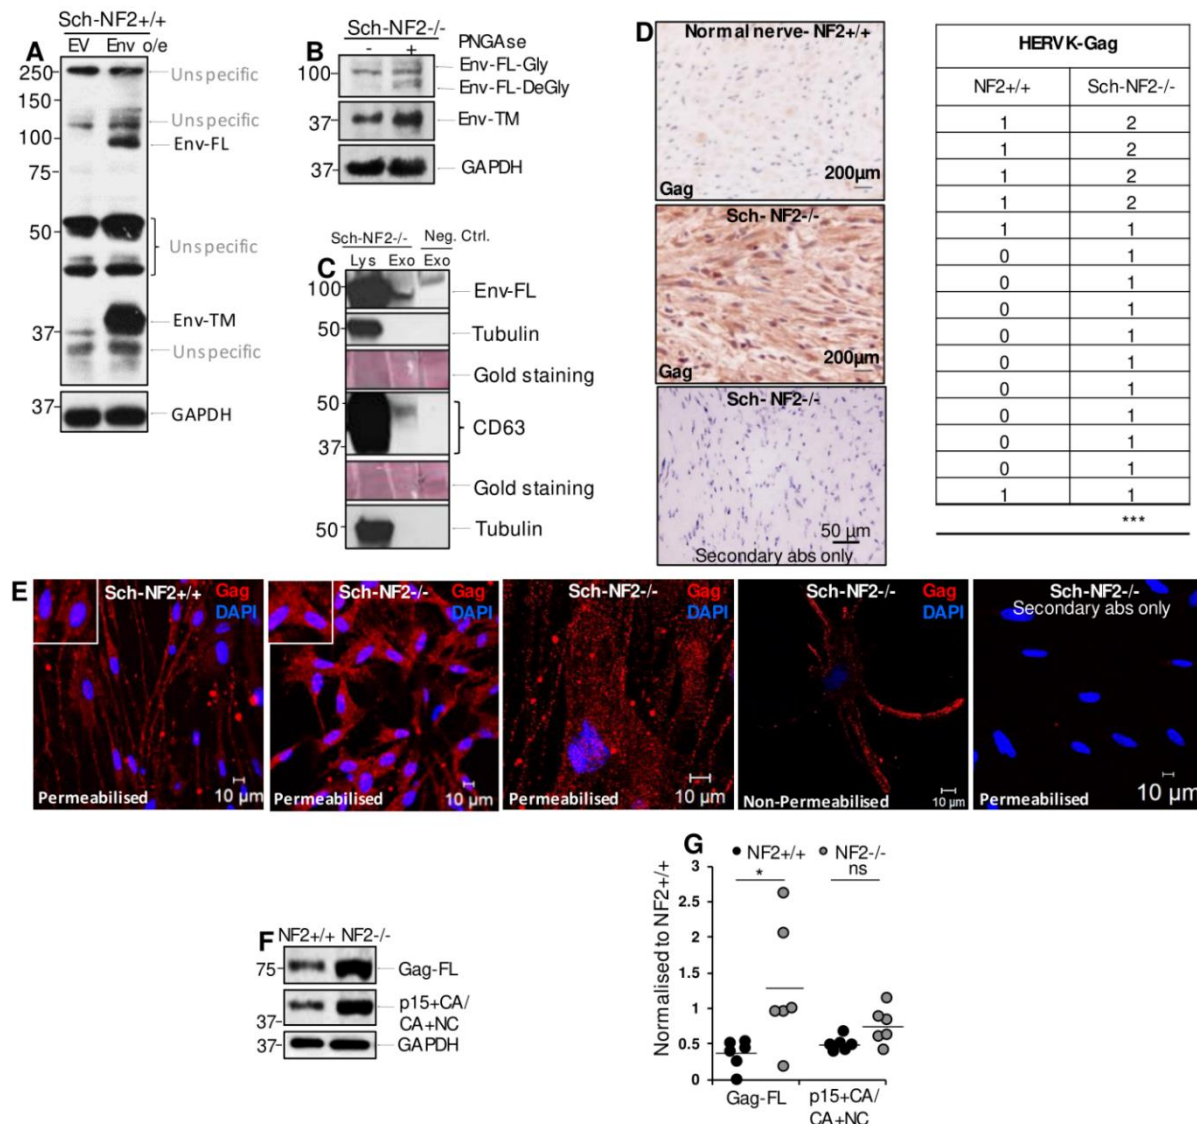 A
Sch-NF2+/+
EV Env o/e
250
150
100
75
50
37
37
Unspecific
Unspecific
Env-FL
Unspecific
Env-TM
Unspecific
GAPDH
B
Sch-NF2-/-
- + PNGAse
100
37
37
Env-FL-Gly
Env-FL-DeGly
Env-TM
GAPDH
C
Sch-NF2-/- Neg. Ctrl.
Lys Exo Exo
100
50
50
37
50
Env-FL
Tubulin
Gold staining
CD63
Gold staining
Tubulin
D
Normal nerve- NF2+/+
200µm
Gag
Sch- NF2-/-
200µm
Gag
Sch- NF2-/-
50 µm
Secondary abs only
HERVK-Gag
NF2+/+ Sch-NF2-/-
1 2
1 2
1 2
1 2
1 1
0 1
0 1
0 1
0 1
0 1
0 1
0 1
0 1
0 1
1 1
***
E
Sch-NF2+/+ Gag
DAPI
Permeabilised 10 µm
Sch-NF2-/- Gag
DAPI
Permeabilised 10 µm
Sch-NF2-/- Gag
DAPI
Permeabilised 10 µm
Sch-NF2-/- Gag
DAPI
Non-Permeabilised 10 µm
Sch-NF2-/-
Secondary abs only
Permeabilised 10 µm
F
NF2+/+ NF2-/-
75
37
37
Gag-FL
p15+CA/
CA+NC
GAPDH
G
NF2+/+ NF2-/-
* ns
Normalised to NF2+/+
3
2.5
2
1.5
1
0.5
0
Gag-FL p15+CA/
CA+NC